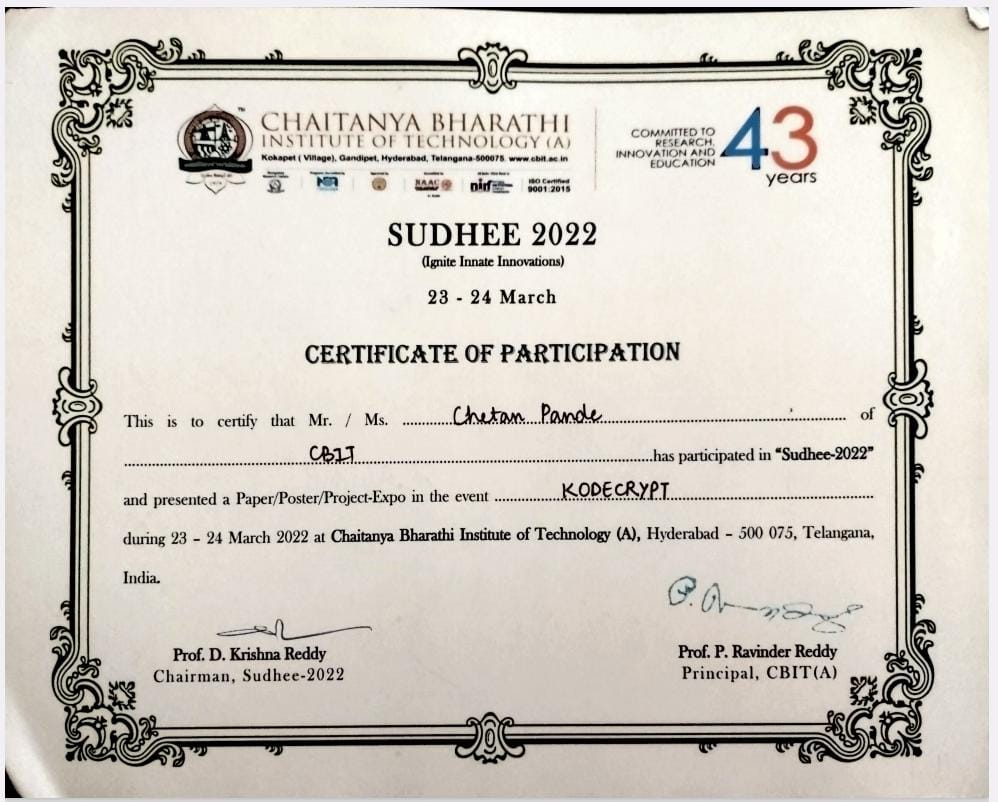 CHAITANYA BHARATHI
INSTITUTE OF TECHNOLOGY (A)
Kokapet ( Village), Gandipet, Hyderabad, Telangana-500075. www.cbit.ac.in
NAAC
nirf
ISO Certified
9001:2015
COMMITTED TO
RESEARCH,
INNOVATION AND
EDUCATION
43
years
SUDHEE 2022
(Ignite Innate Innovations)
23 - 24 March
CERTIFICATE OF PARTICIPATION
This is to certify that Mr. / Ms. Chetan Pande of
CBIT has participated in “Sudhee-2022”
and presented a Paper/Poster/Project-Expo in the event KODECRYPT
during 23 – 24 March 2022 at Chaitanya Bharathi Institute of Technology (A), Hyderabad – 500 075, Telangana,
India.
Prof. D. Krishna Reddy
Chairman, Sudhee-2022
Prof. P. Ravinder Reddy
Principal, CBIT(A)